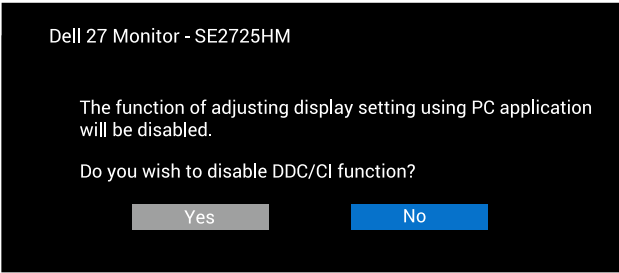 Dell 27 Monitor - SE2725HM
The function of adjusting display setting using PC application
will be disabled.
Do you wish to disable DDC/CI function?
Yes
No